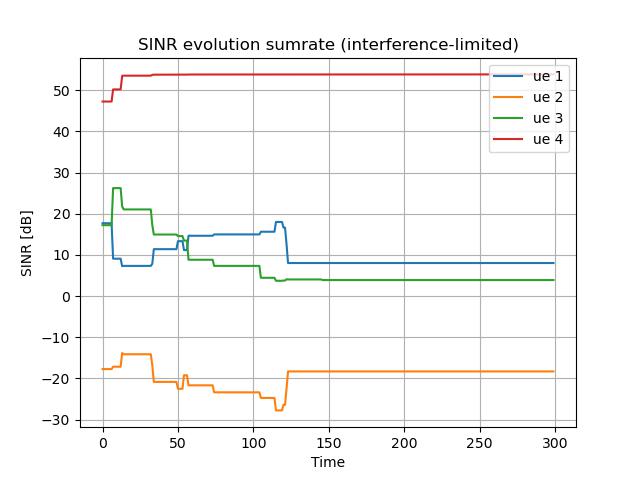 SINR evolution sumrate (interference-limited)
ue 1
ue 2
ue 3
ue 4
SINR [dB]
50
40
30
20
10
0
−10
−20
−30
0 50 100 150 200 250 300
Time